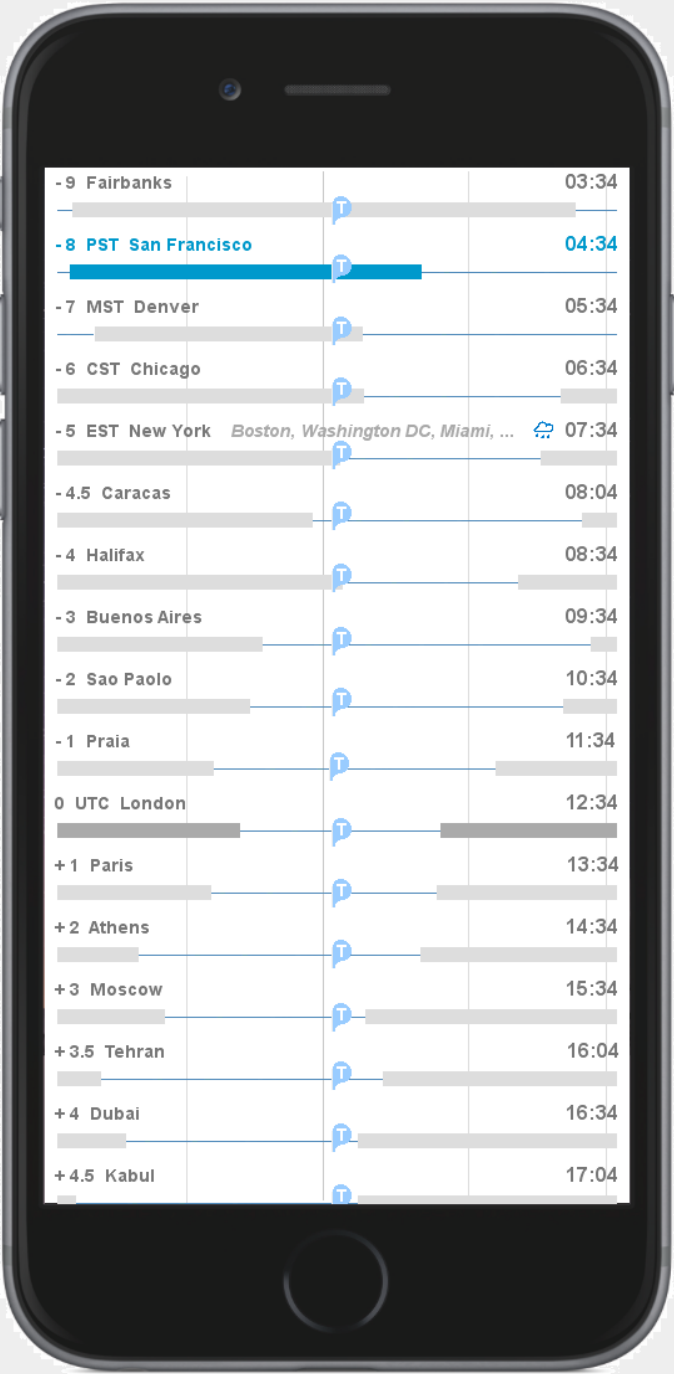 -9 Fairbanks 03:34
T
-8 PST San Francisco 04:34
T
-7 MST Denver 05:34
T
-6 CST Chicago 06:34
T
-5 EST New York Boston, Washington DC, Miami, ... 07:34
T
-4.5 Caracas 08:04
T
-4 Halifax 08:34
T
-3 Buenos Aires 09:34
T
-2 Sao Paolo 10:34
T
-1 Praia 11:34
T
0 UTC London 12:34
T
+1 Paris 13:34
T
+2 Athens 14:34
T
+3 Moscow 15:34
T
+3.5 Tehran 16:04
T
+4 Dubai 16:34
T
+4.5 Kabul 17:04
T